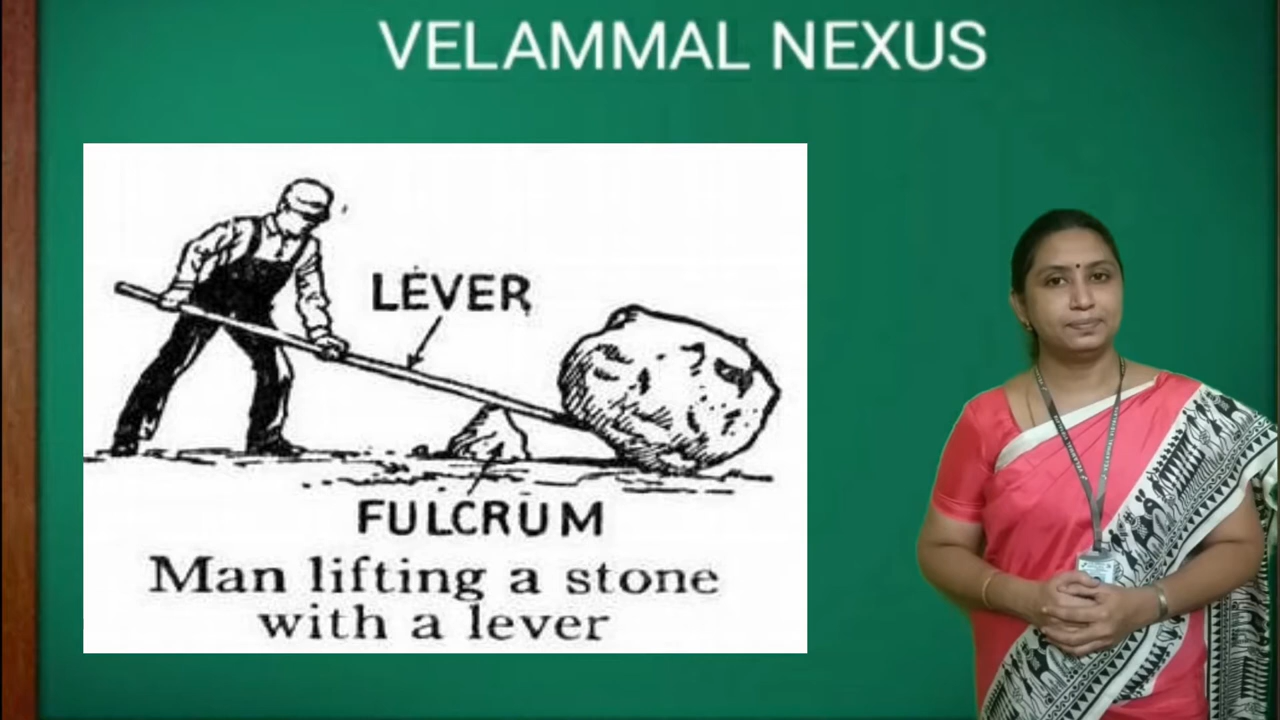 VELAMMAL NEXUS
LEVER
FULCRUM
Man lifting a stone
with a lever